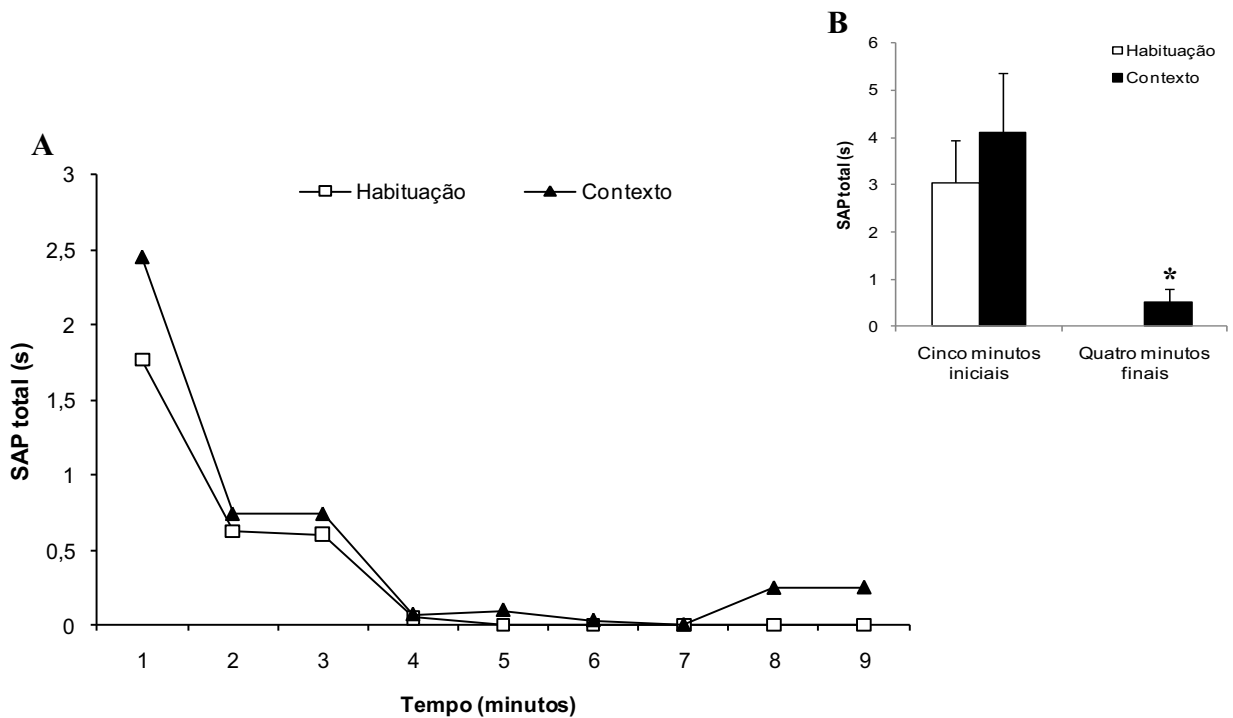 A
SAP total (s)
3
2,5
2
1,5
1
0,5
0
Habituação
Contexto
1 2 3 4 5 6 7 8 9
Tempo (minutos)
B
SAP total (s)
6
5
4
3
2
1
0
Habituação
Contexto
*
Cinco minutos
iniciais
Quatro minutos
finais